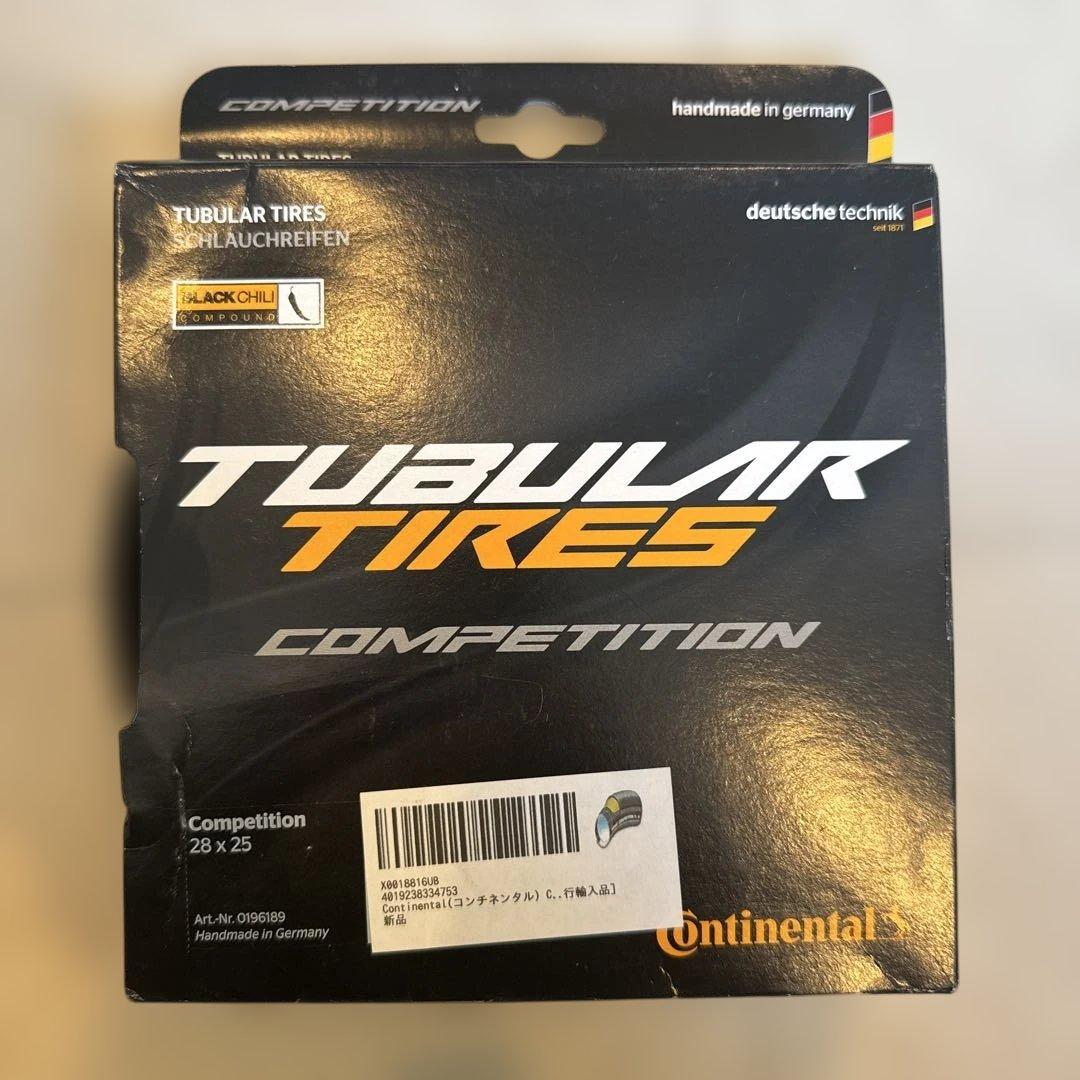 COMPETITION
handmade in germany
TUBULAR TIRES
TUBULAR TIRES
SCHLAUCHREIFEN
deutsche technik
seit 1871
BLACK CHILI
COMPOUND
TUBULAR
TIRES
COMPETITION
Competition
28 x 25
X0018816UB
4019238334753
Continental(コンチネンタル) C..行輸入品]
新品
Art.-Nr. 0196189
Handmade in Germany
Continental